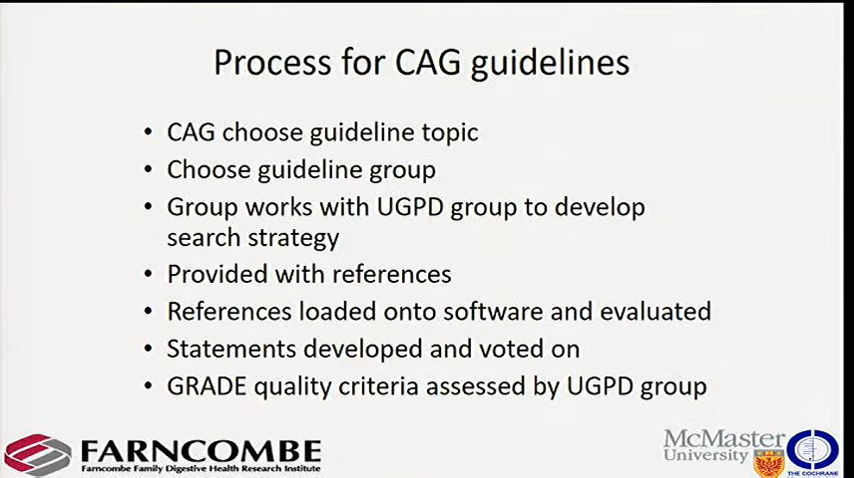 Process for CAG guidelines
• CAG choose guideline topic
• Choose guideline group
• Group works with UGPD group to develop
search strategy
• Provided with references
• References loaded onto software and evaluated
• Statements developed and voted on
• GRADE quality criteria assessed by UGPD group
FARNCOMBE
Farncombe Family Digestive Health Research Institute
McMaster
University
THE COCHRANE